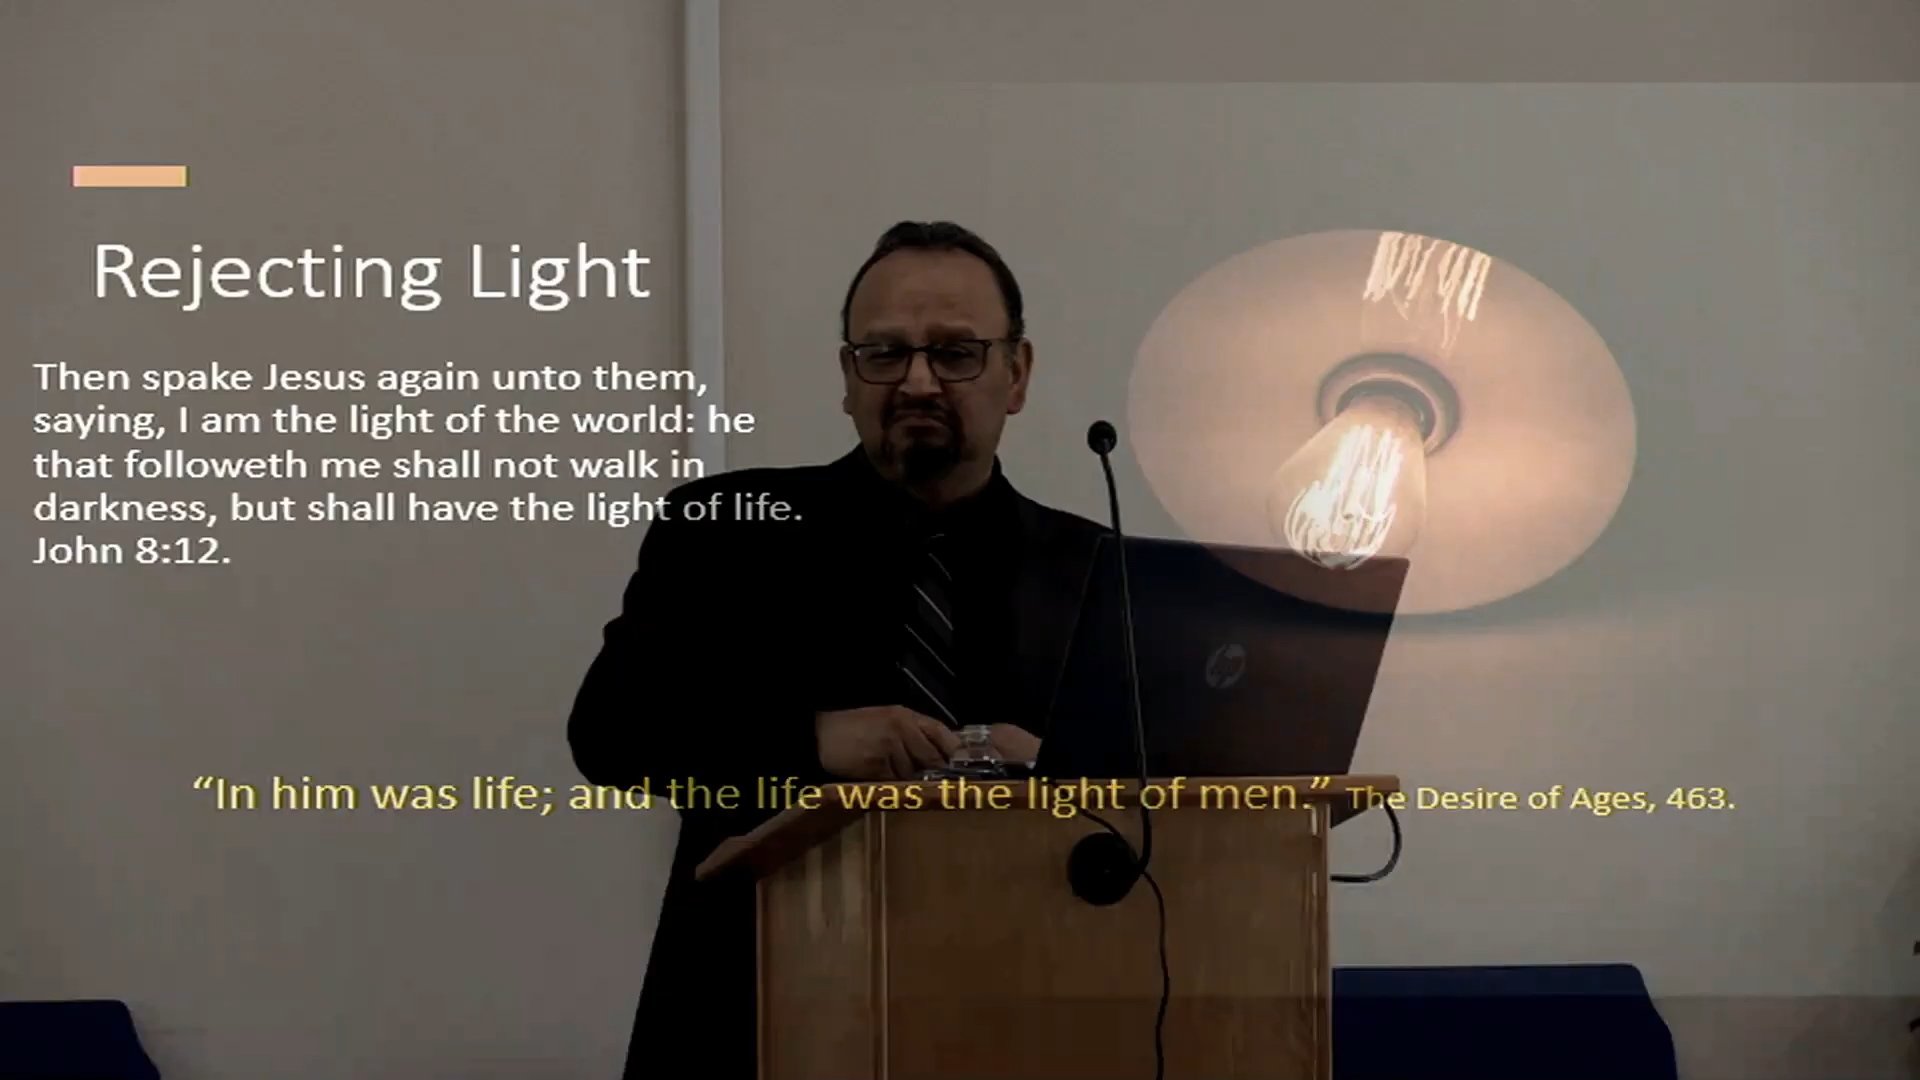 Rejecting Light
Then spake Jesus again unto them,
saying, I am the light of the world: he
that followeth me shall not walk in
darkness, but shall have the light of life.
John 8:12.
hp
“In him was life; and the life was the light of men.” The Desire of Ages, 463.